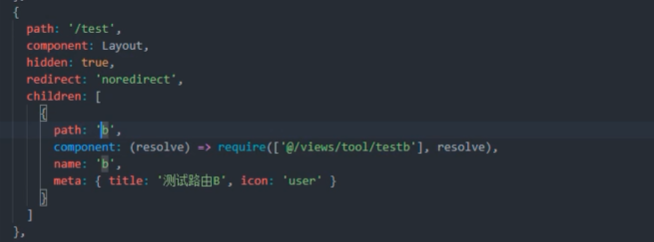 {
path: '/test',
component: Layout,
hidden: true,
redirect: 'noredirect',
children: [
{
path: 'b',
component: (resolve) => require(['@/views/tool/testb'], resolve),
name: 'b',
meta: { title: '测试路由B', icon: 'user' }
}
]
},